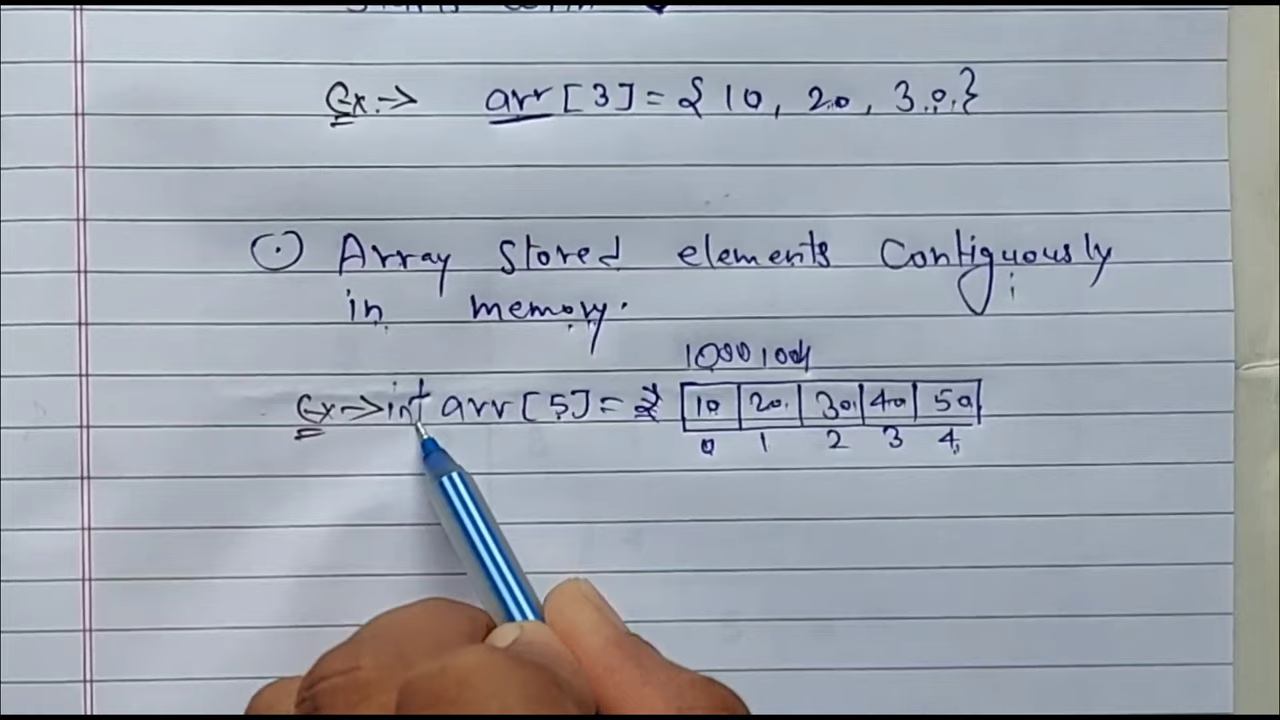 Ex.→ arr[3]={10, 20, 30}
⊙ Array stored elements contiguously
in memory.
1000 1004
Ex→int arr[5]={ 10 20 30 40 50
0 1 2 3 4